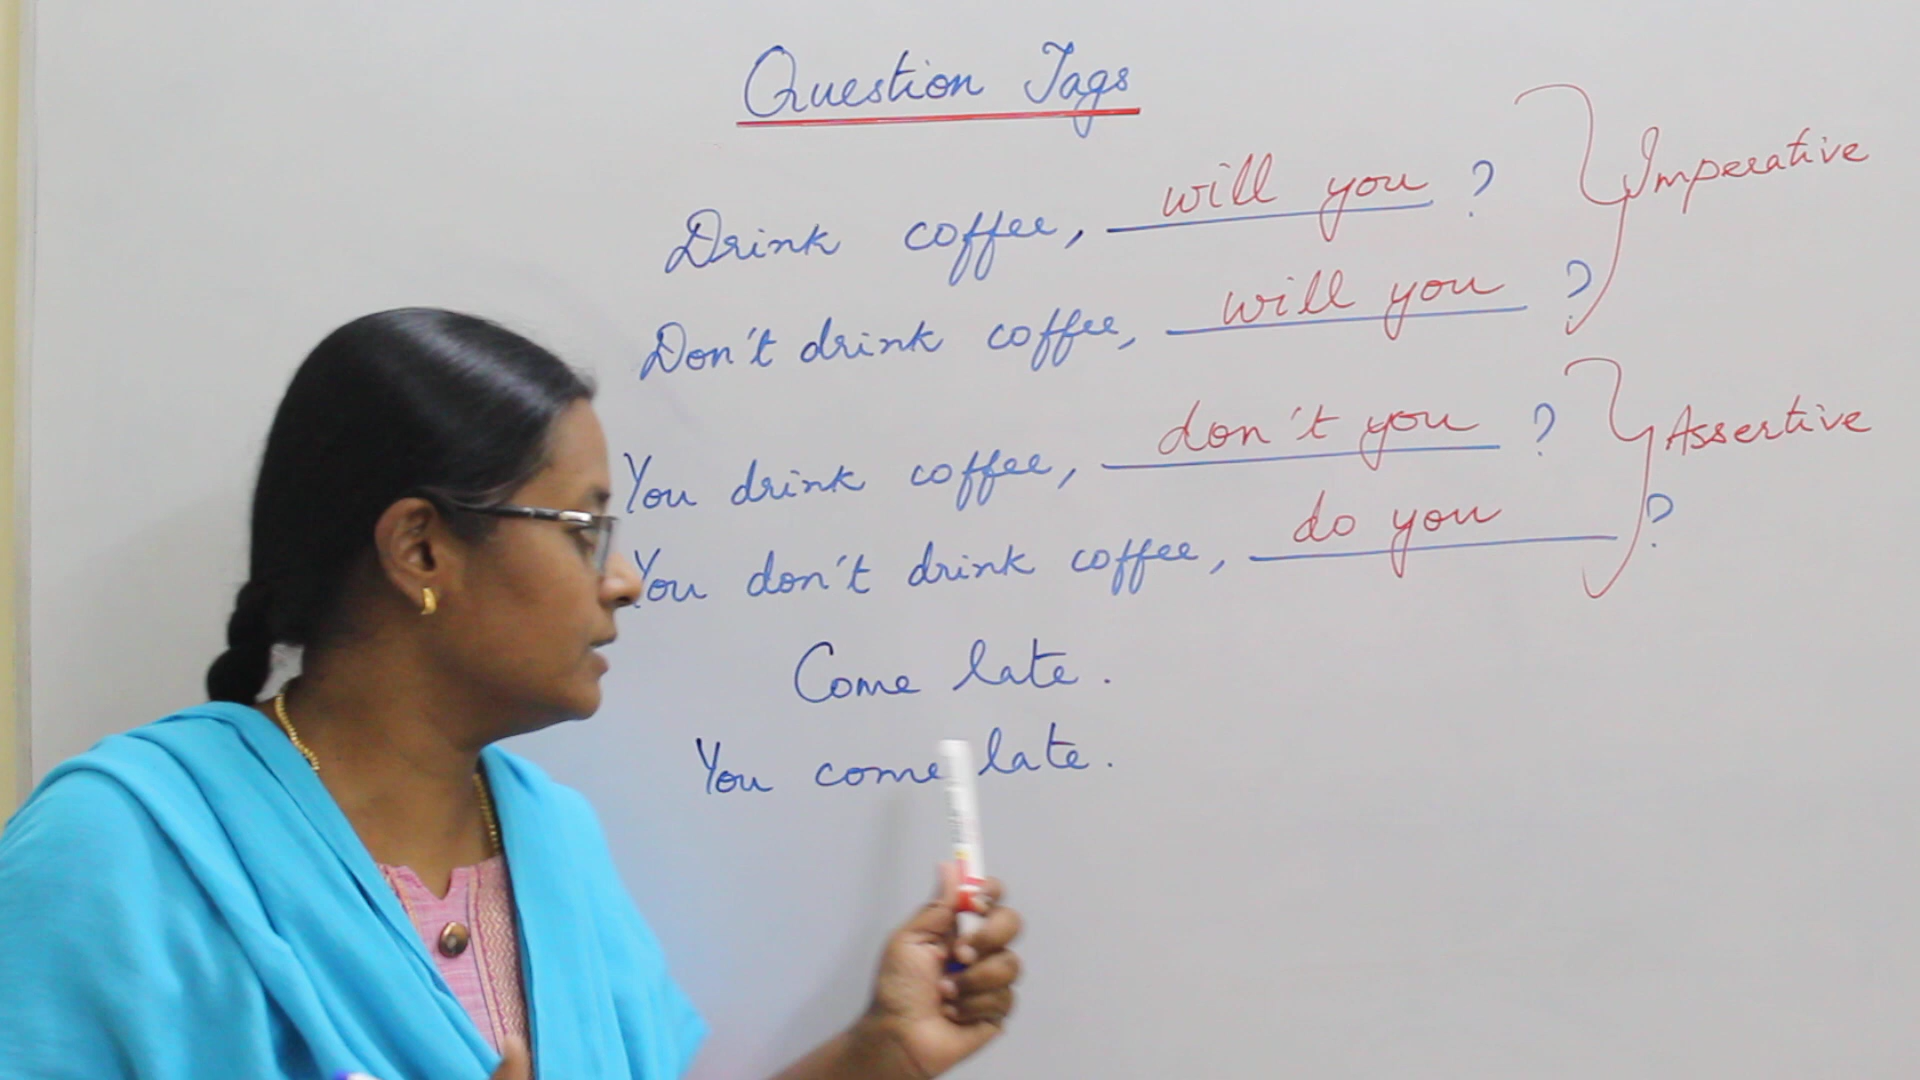 Question Tags
Drink coffee, will you ?
Imperative
Don't drink coffee, will you ?
You drink coffee, don't you ?
Assertive
You don't drink coffee, do you ?
Come late.
You come late.